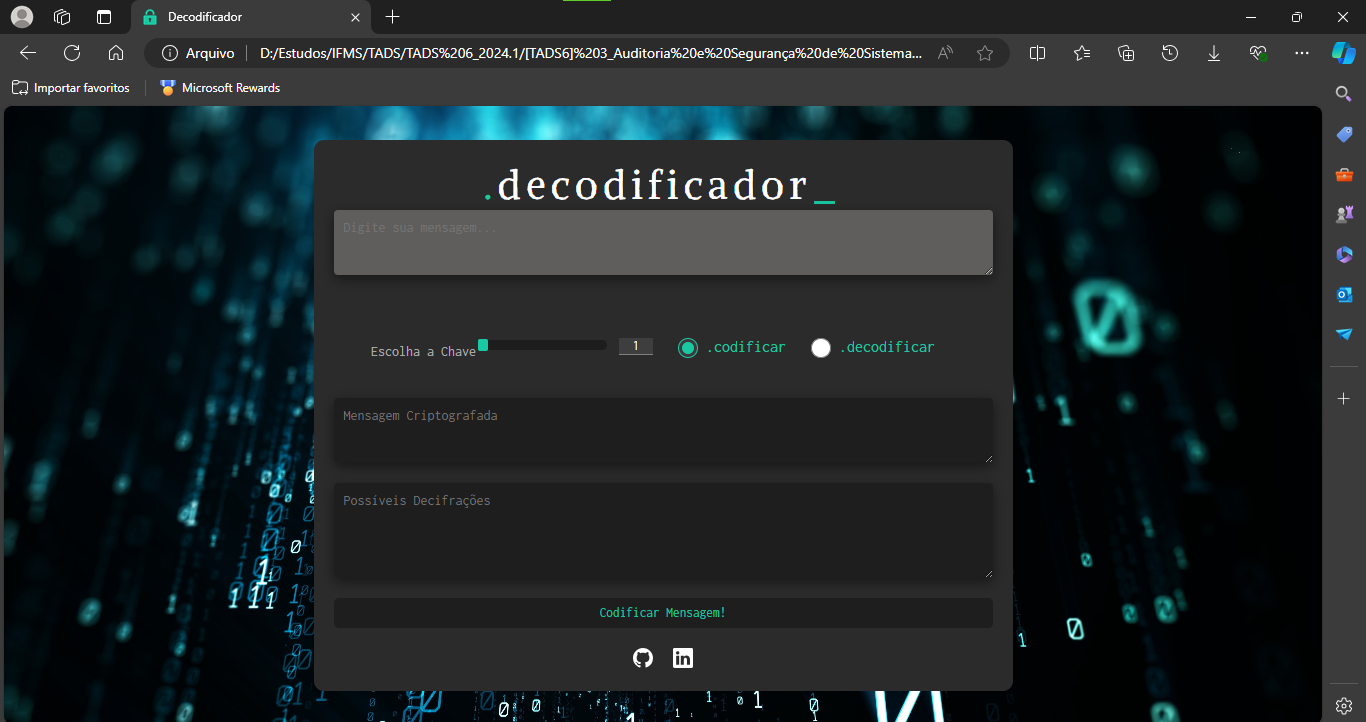 Decodificador
Arquivo D:/Estudos/IFMS/TADS/TADS%206_2024.1/[TADS6]%203_Auditoria%20e%20Segurança%20de%20Sistema...
Importar favoritos Microsoft Rewards
.decodificador_
Digite sua mensagem...
Escolha a Chave 1 .codificar .decodificar
Mensagem Criptografada
Possíveis Decifrações
Codificar Mensagem!